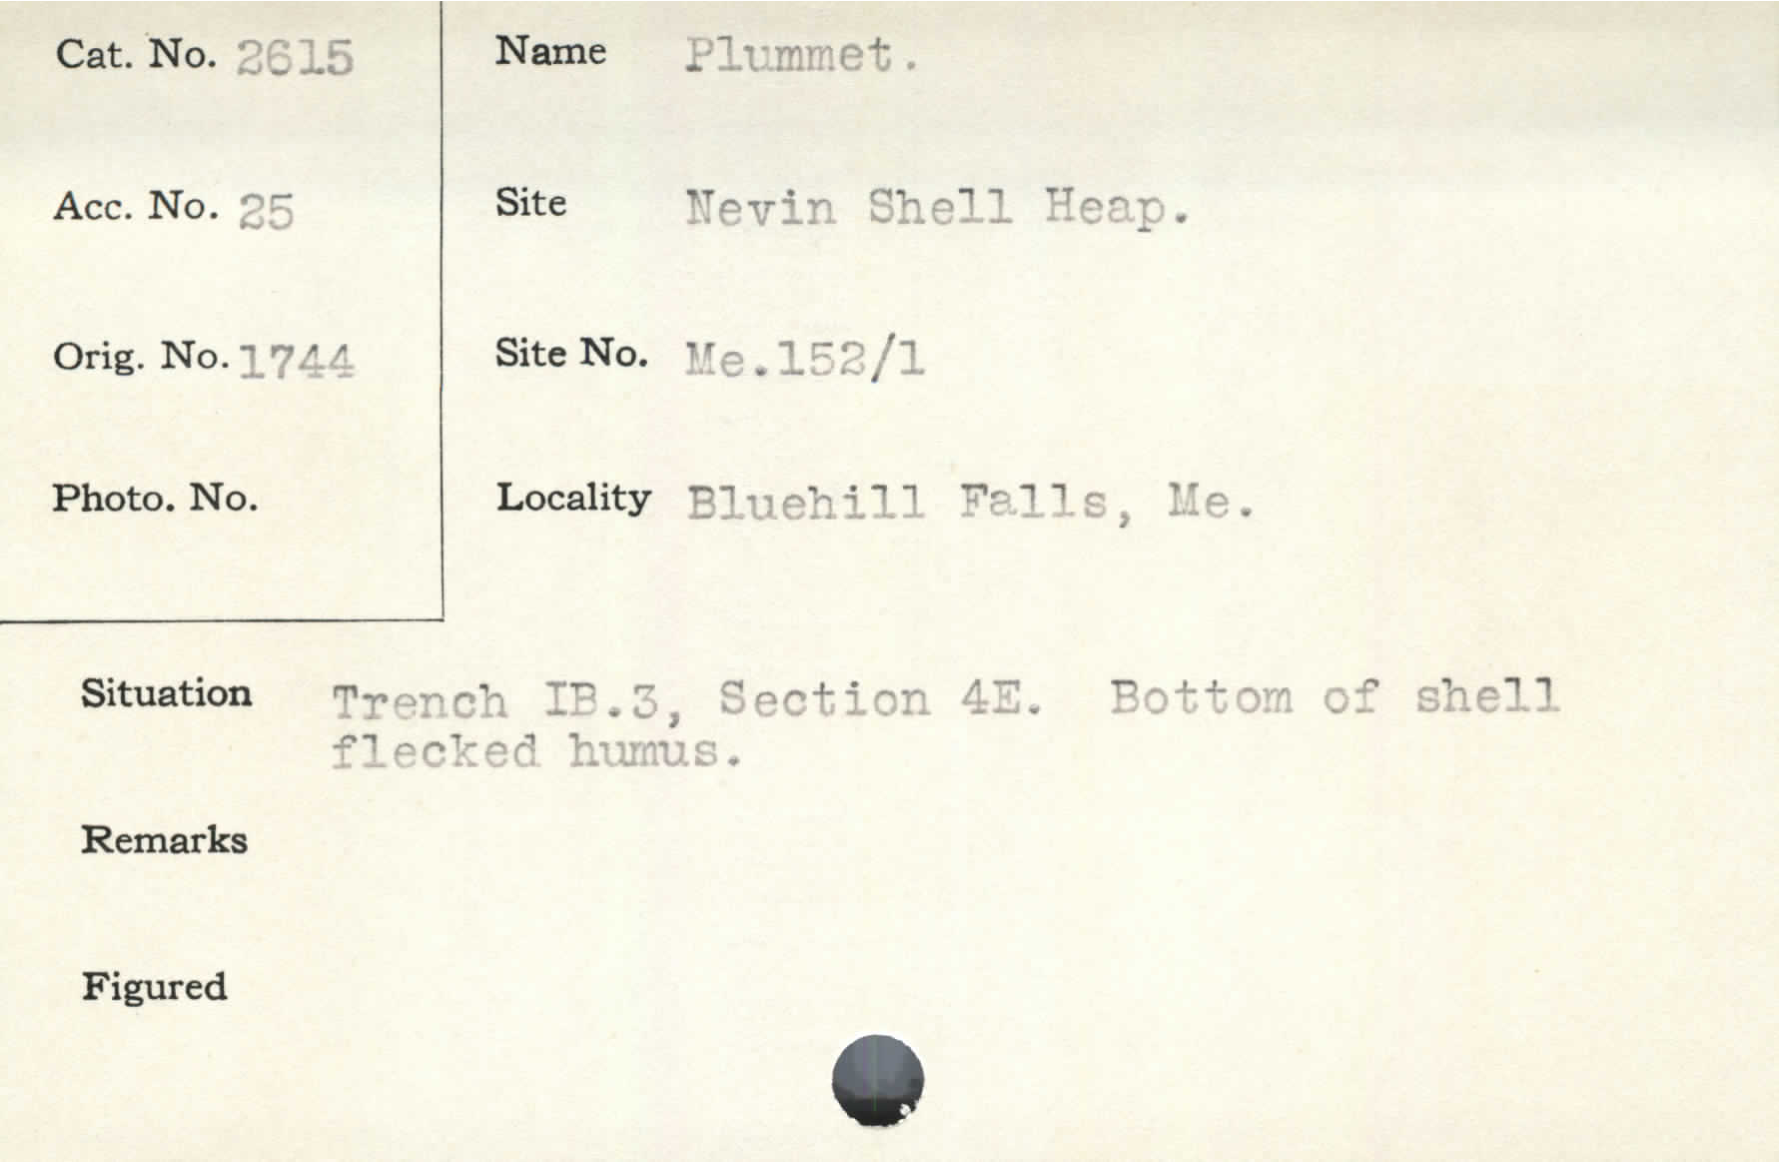 Cat. No. 2615
Name Plummet.
Acc. No. 25
Site Nevin Shell Heap.
Orig. No. 1744
Site No. Me.152/1
Photo. No.
Locality Bluehill Falls, Me.
Situation Trench IB.3, Section 4E. Bottom of shell
flecked humus.
Remarks
Figured